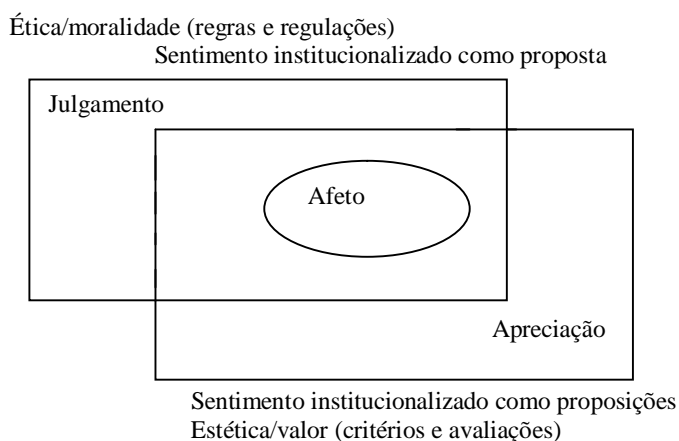 Ética/moralidade (regras e regulações)
Sentimento institucionalizado como proposta
Julgamento
Afeto
Apreciação
Sentimento institucionalizado como proposições
Estética/valor (critérios e avaliações)